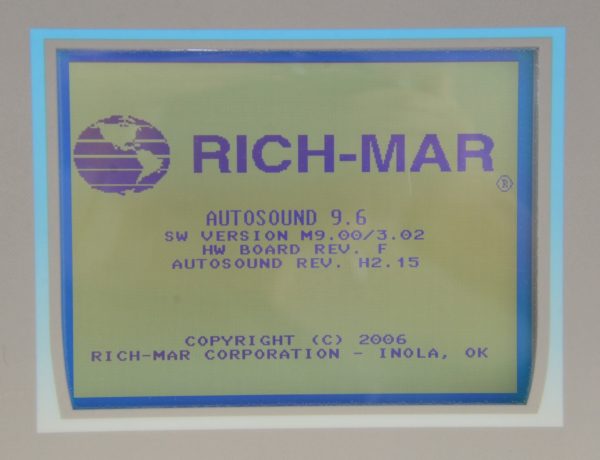 RICH-MAR®
AUTOSOUND 9.6
SW VERSION M9.00/3.02
HW BOARD REV. F
AUTOSOUND REV. H2.15
COPYRIGHT (C) 2006
RICH-MAR CORPORATION - INOLA, OK